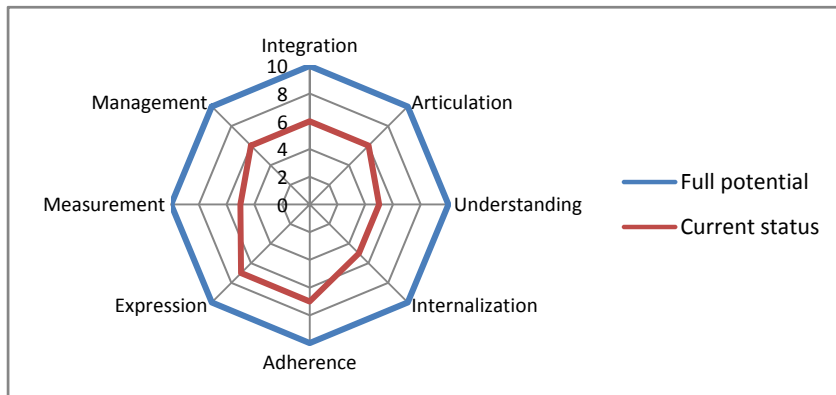 Integration
10
Management
8
Articulation
6
4
2
Measurement
0
Understanding
Full potential
Current status
Expression
Internalization
Adherence